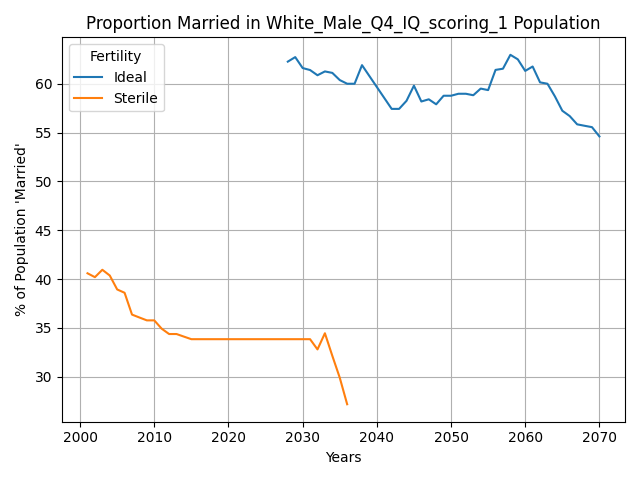 Proportion Married in White_Male_Q4_IQ_scoring_1 Population
Fertility
Ideal
Sterile
% of Population 'Married'
60
55
50
45
40
35
30
2000 2010 2020 2030 2040 2050 2060 2070
Years